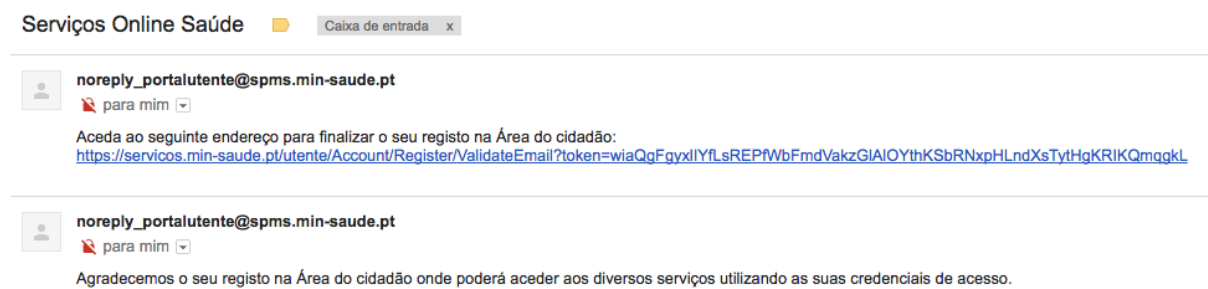 Serviços Online Saúde
Caixa de entrada x
noreply_portalutente@spms.min-saude.pt
para mim
Aceda ao seguinte endereço para finalizar o seu registo na Área do cidadão:
https://servicos.min-saude.pt/utente/Account/Register/ValidateEmail?token=wiaQgFgyxIlYfLsREPfWbFmdVakzGlAlOYthKSbRNxpHLndXsTytHgKRIKQmqgkL
noreply_portalutente@spms.min-saude.pt
para mim
Agradecemos o seu registo na Área do cidadão onde poderá aceder aos diversos serviços utilizando as suas credenciais de acesso.